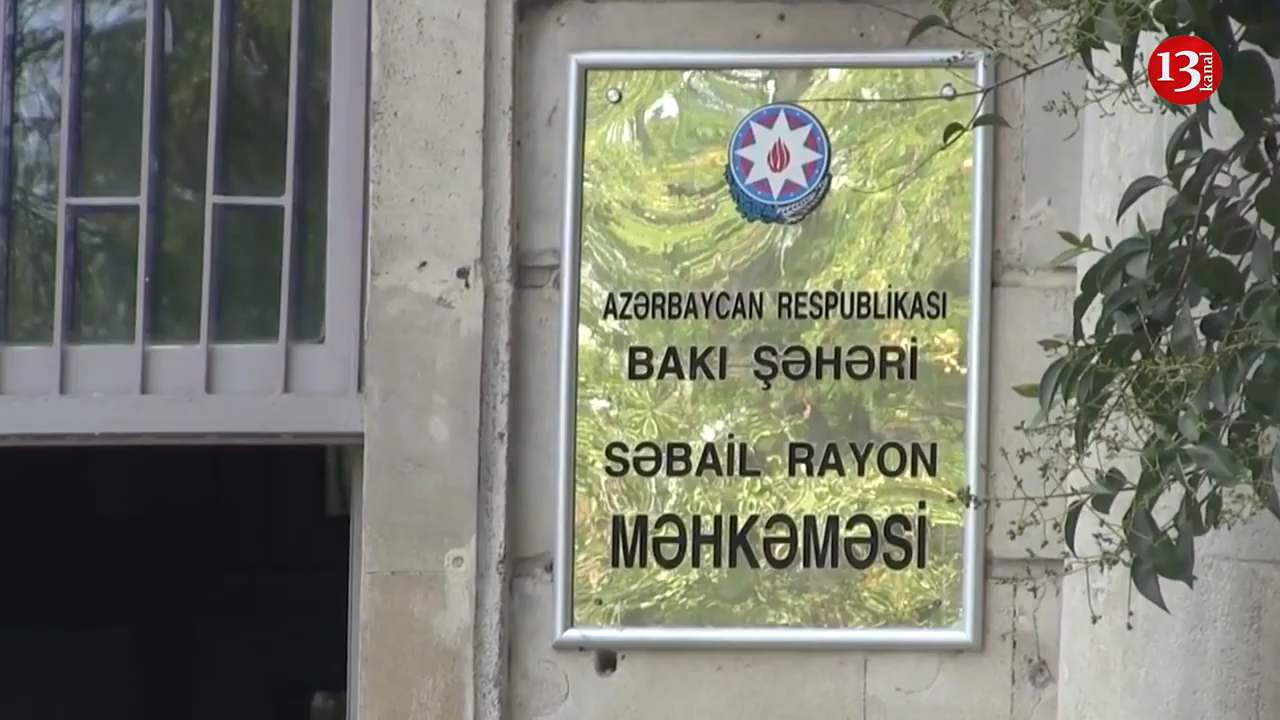 13 kanal
AZƏRBAYCAN RESPUBLİKASI
BAKI ŞƏHƏRİ
SƏBAİL RAYON
MƏHKƏMƏSİ